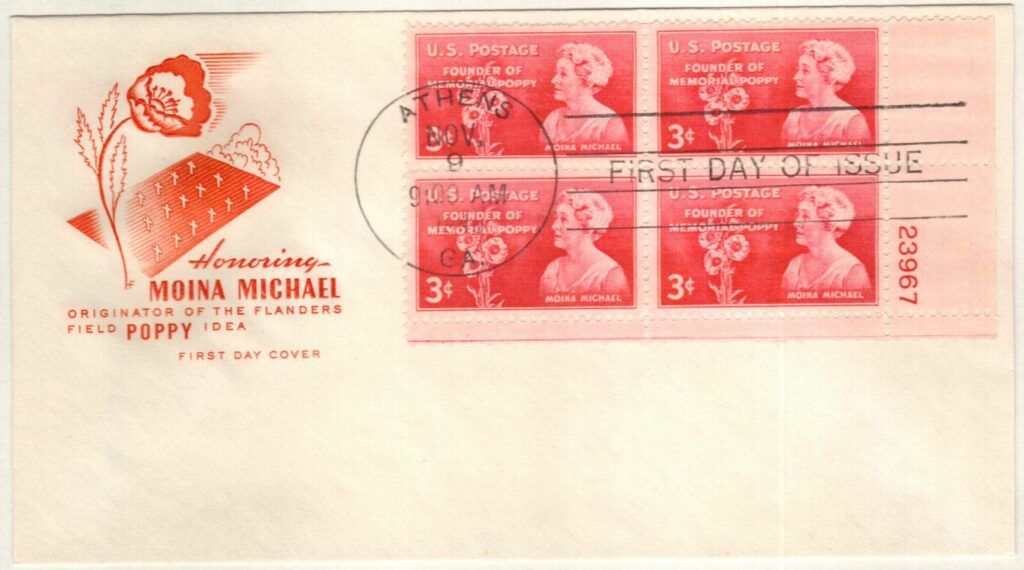 Honoring
MOINA MICHAEL
ORIGINATOR OF THE FLANDERS
FIELD POPPY IDEA
FIRST DAY COVER
U.S. POSTAGE
FOUNDER OF
MEMORIAL POPPY
3¢
MOINA MICHAEL
U.S. POSTAGE
FOUNDER OF
MEMORIAL POPPY
3¢
MOINA MICHAEL
U.S. POSTAGE
FOUNDER OF
MEMORIAL POPPY
3¢
MOINA MICHAEL
U.S. POSTAGE
FOUNDER OF
MEMORIAL POPPY
3¢
MOINA MICHAEL
ATHENS
NOV.
9
AM
GA.
FIRST DAY OF ISSUE
23967